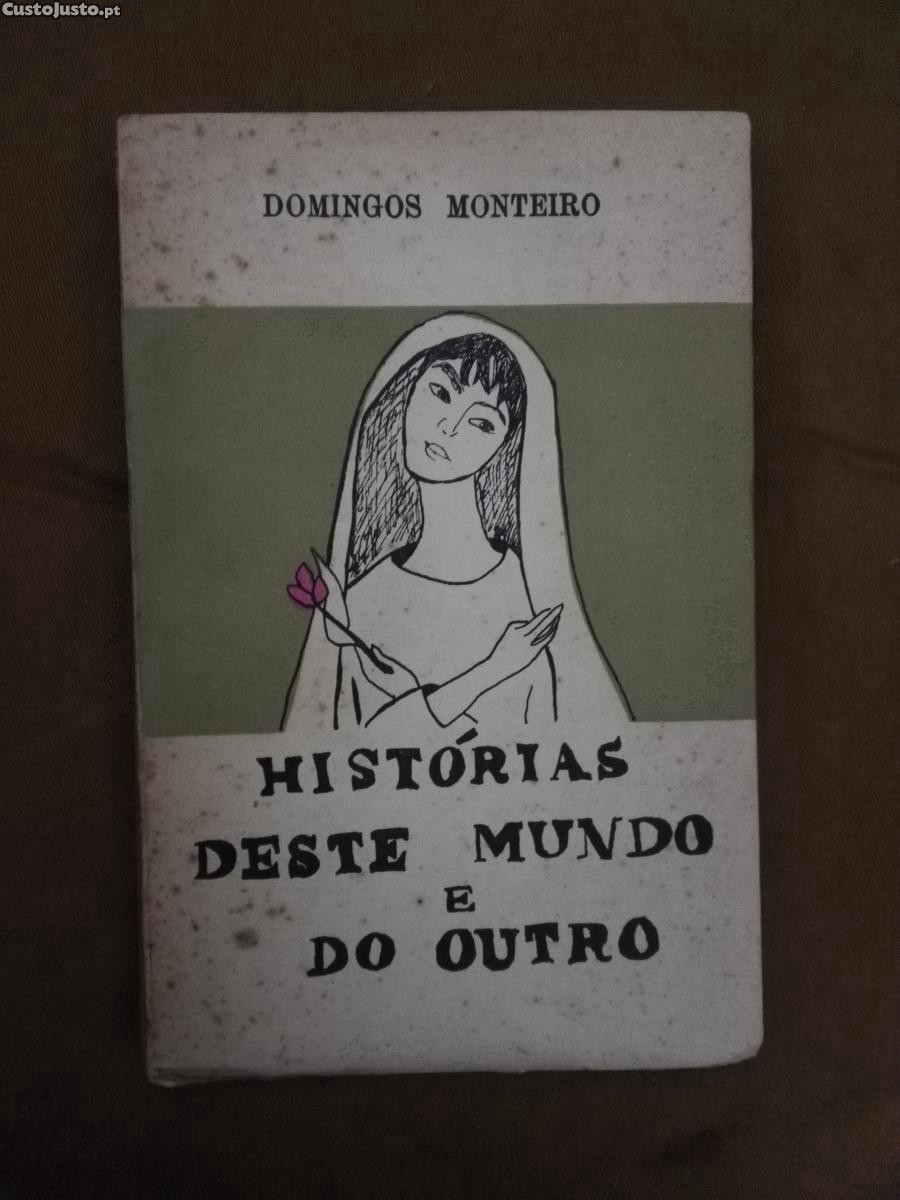 CustoJusto.pt
DOMINGOS MONTEIRO
HISTÓRIAS
DESTE MUNDO
E
DO OUTRO